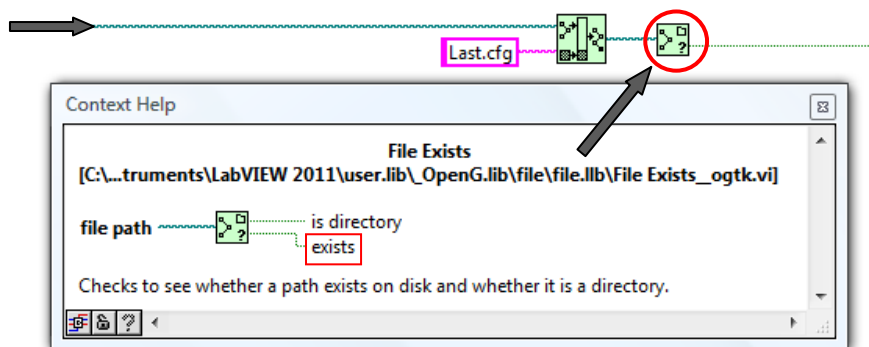 Last.cfg
?
Context Help
File Exists
[C:\...truments\LabVIEW 2011\user.lib\_OpenG.lib\file\file.llb\File Exists__ogtk.vi]
file path ? is directory
exists
Checks to see whether a path exists on disk and whether it is a directory.
?